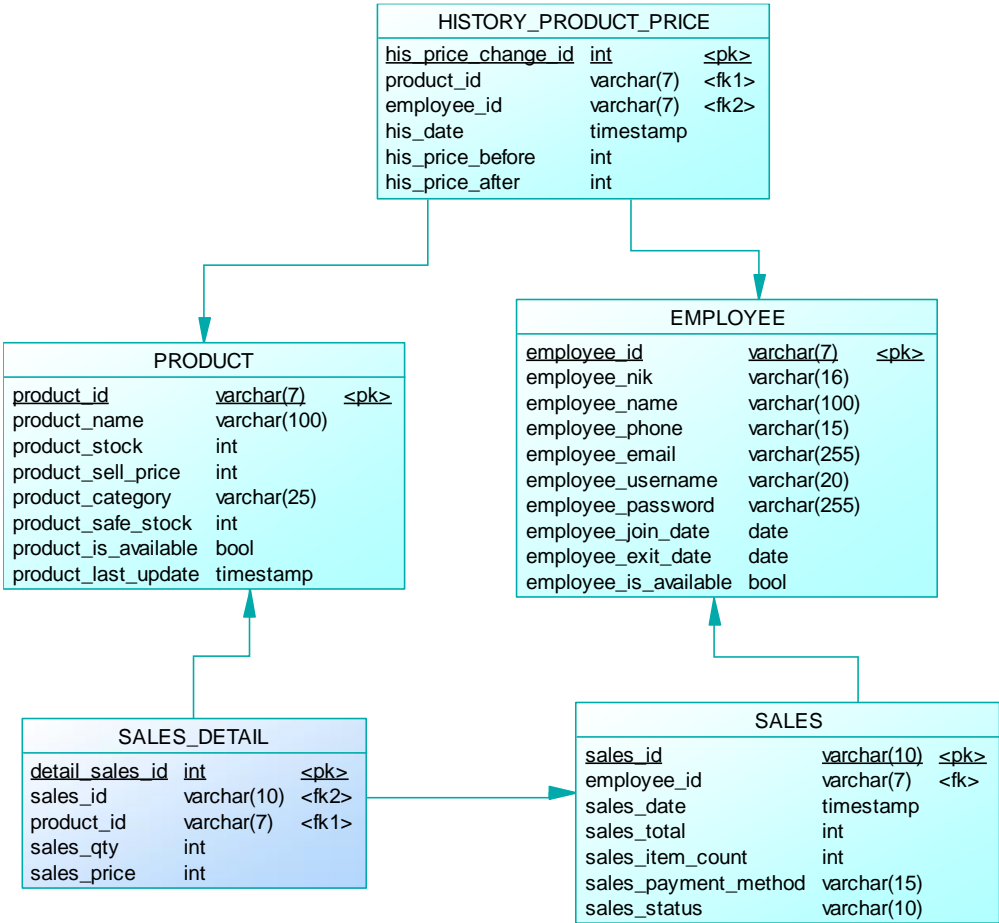 HISTORY_PRODUCT_PRICE
his_price_change_id int <pk>
product_id varchar(7) <fk1>
employee_id varchar(7) <fk2>
his_date timestamp
his_price_before int
his_price_after int
PRODUCT
product_id varchar(7) <pk>
product_name varchar(100)
product_stock int
product_sell_price int
product_category varchar(25)
product_safe_stock int
product_is_available bool
product_last_update timestamp
EMPLOYEE
employee_id varchar(7) <pk>
employee_nik varchar(16)
employee_name varchar(100)
employee_phone varchar(15)
employee_email varchar(255)
employee_username varchar(20)
employee_password varchar(255)
employee_join_date date
employee_exit_date date
employee_is_available bool
SALES_DETAIL
detail_sales_id int <pk>
sales_id varchar(10) <fk2>
product_id varchar(7) <fk1>
sales_qty int
sales_price int
SALES
sales_id varchar(10) <pk>
employee_id varchar(7) <fk>
sales_date timestamp
sales_total int
sales_item_count int
sales_payment_method varchar(15)
sales_status varchar(10)